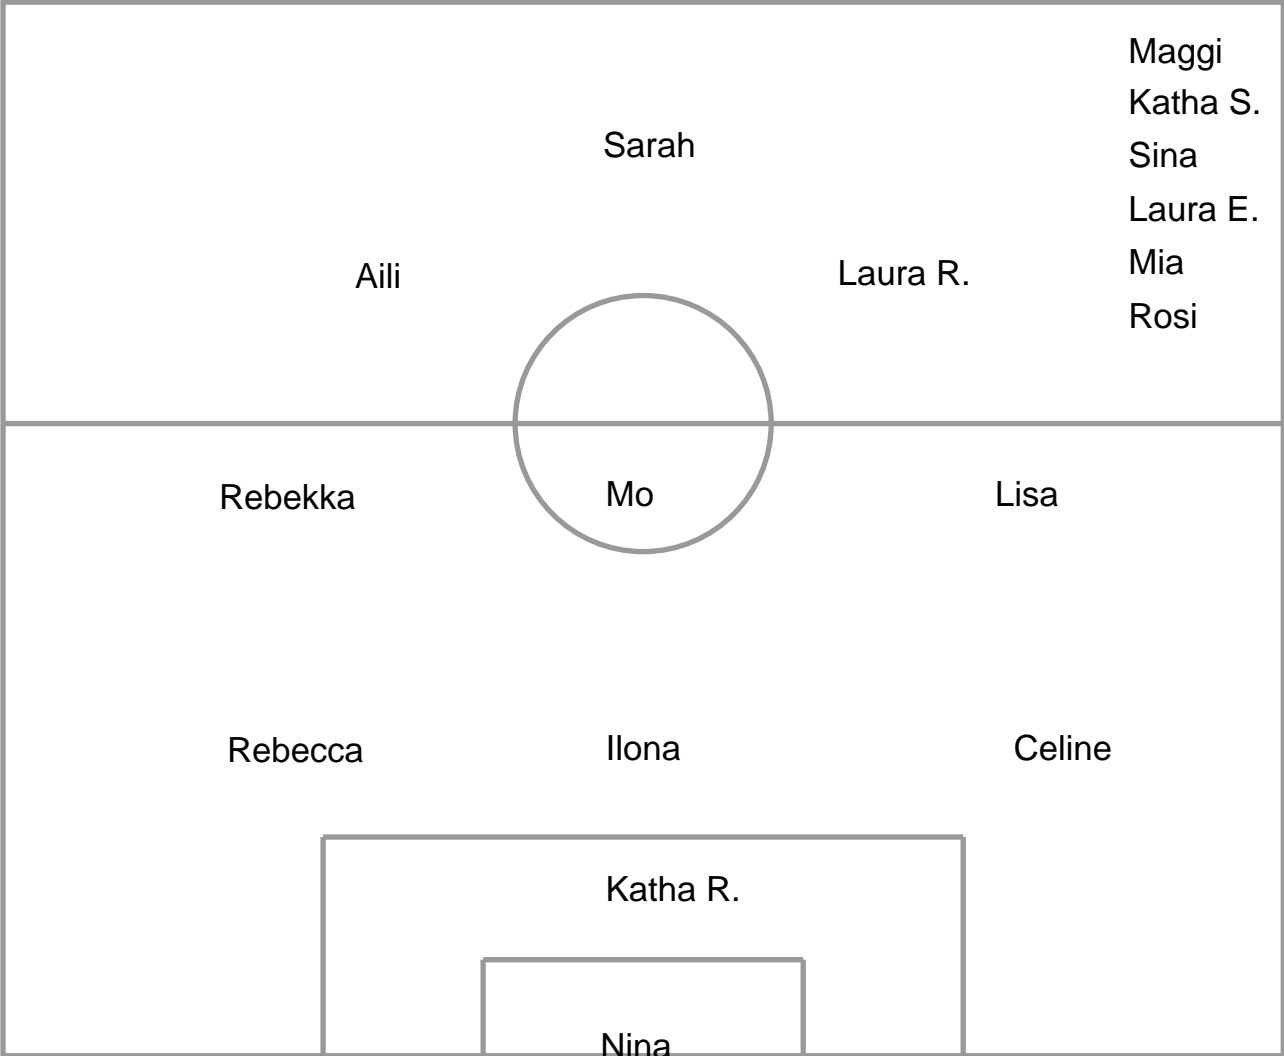 Maggi
Katha S.
Sarah
Sina
Laura E.
Aili
Laura R.
Mia
Rosi
Rebekka
Mo
Lisa
Rebecca
Ilona
Celine
Katha R.
Nina